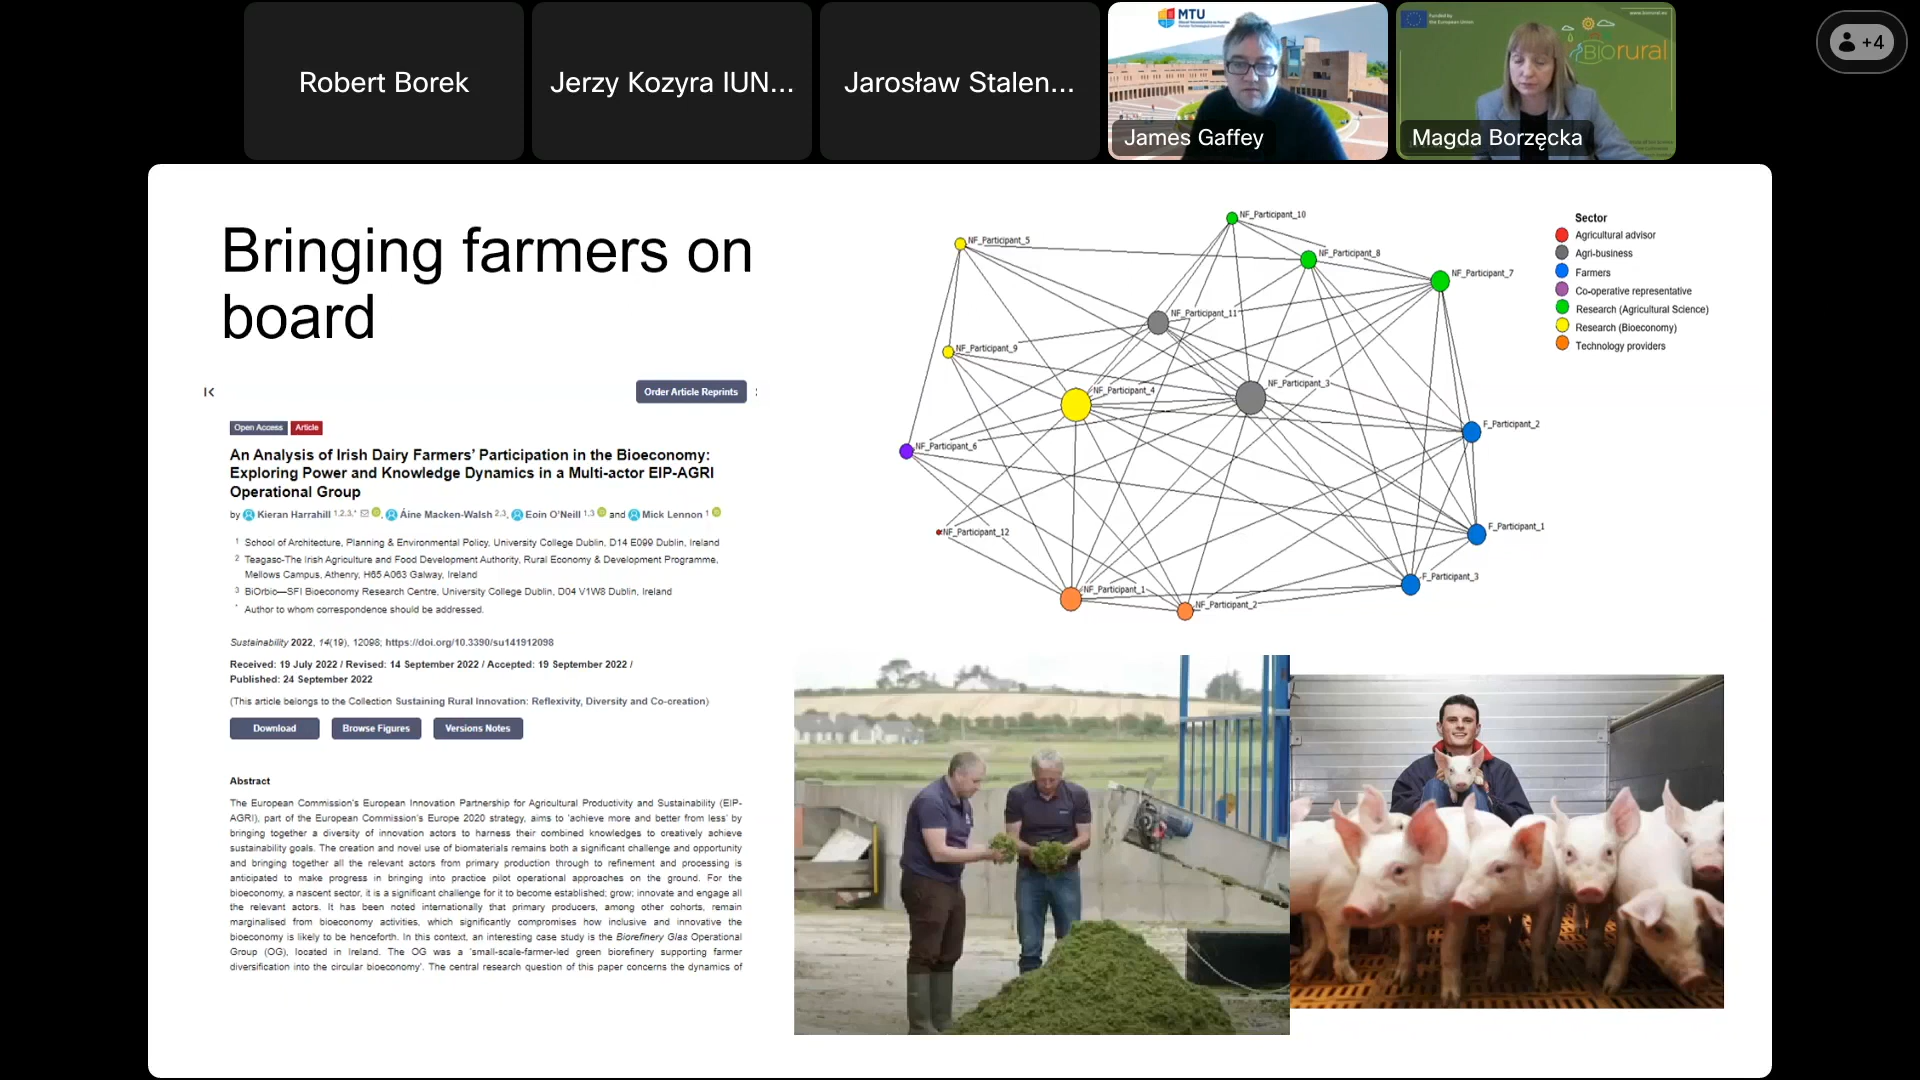 Robert Borek
Jerzy Kozyra IUN...
Jarosław Stalen...
MTU
James Gaffey
Funded by
the European Union
www.biorural.eu
BIOrural
Magda Borzęcka
+4
Bringing farmers on
board
Order Article Reprints
Open Access Article
An Analysis of Irish Dairy Farmers’ Participation in the Bioeconomy:
Exploring Power and Knowledge Dynamics in a Multi-actor EIP-AGRI
Operational Group
by Kieran Harrahill 1,2,3,* , Áine Macken-Walsh 2,3, Eoin O’Neill 1,3 and Mick Lennon 1
1 School of Architecture, Planning & Environmental Policy, University College Dublin, D14 E099 Dublin, Ireland
2 Teagasc-The Irish Agriculture and Food Development Authority, Rural Economy & Development Programme,
Mellows Campus, Athenry, H65 A063 Galway, Ireland
3 BiOrbic—SFI Bioeconomy Research Centre, University College Dublin, D04 V1W8 Dublin, Ireland
* Author to whom correspondence should be addressed.
Sustainability 2022, 14(19), 12098; https://doi.org/10.3390/su141912098
Received: 19 July 2022 / Revised: 14 September 2022 / Accepted: 19 September 2022 /
Published: 24 September 2022
(This article belongs to the Collection Sustaining Rural Innovation: Reflexivity, Diversity and Co-creation)
Download
Browse Figures
Versions Notes
Abstract
The European Commission’s European Innovation Partnership for Agricultural Productivity and Sustainability (EIP-
AGRI), part of the European Commission’s Europe 2020 strategy, aims to ‘achieve more and better from less’ by
bringing together a diversity of innovation actors to harness their combined knowledges to creatively achieve
sustainability goals. The creation and novel use of biomaterials remains both a significant challenge and opportunity
and bringing together all the relevant actors from primary production through to refinement and processing is
anticipated to make progress in bringing into practice pilot operational approaches on the ground. For the
bioeconomy, a nascent sector, it is a significant challenge for it to become established; grow; innovate and engage all
the relevant actors. It has been noted internationally that primary producers, among other cohorts, remain
marginalised from bioeconomy activities, which significantly compromises how inclusive and innovative the
bioeconomy is likely to be henceforth. In this context, an interesting case study is the Biorefinery Glas Operational
Group (OG), located in Ireland. The OG was a ‘small-scale-farmer-led green biorefinery supporting farmer
diversification into the circular bioeconomy’. The central research question of this paper concerns the dynamics of
NF_Participant_10
NF_Participant_5
NF_Participant_8
NF_Participant_7
NF_Participant_11
NF_Participant_9
NF_Participant_3
NF_Participant_4
F_Participant_2
NF_Participant_6
F_Participant_1
NF_Participant_12
F_Participant_3
NF_Participant_1
NF_Participant_2
Sector
Agricultural advisor
Agri-business
Farmers
Co-operative representative
Research (Agricultural Science)
Research (Bioeconomy)
Technology providers